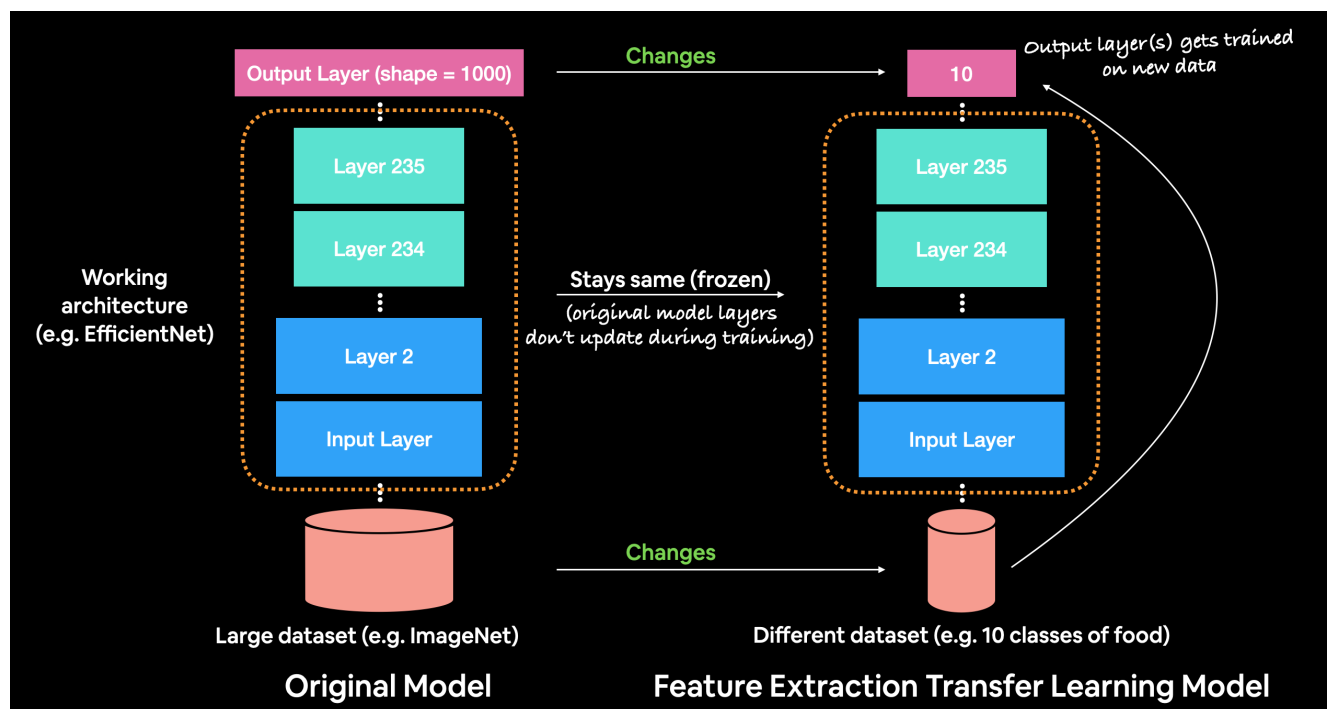 Output Layer (shape = 1000)
Changes
10
Output layer(s) gets trained
on new data
Layer 235
Layer 235
Layer 234
Layer 234
Working
architecture
(e.g. EfficientNet)
Stays same (frozen)
(original model layers
don't update during training)
Layer 2
Layer 2
Input Layer
Input Layer
Changes
Large dataset (e.g. ImageNet)
Different dataset (e.g. 10 classes of food)
Original Model
Feature Extraction Transfer Learning Model